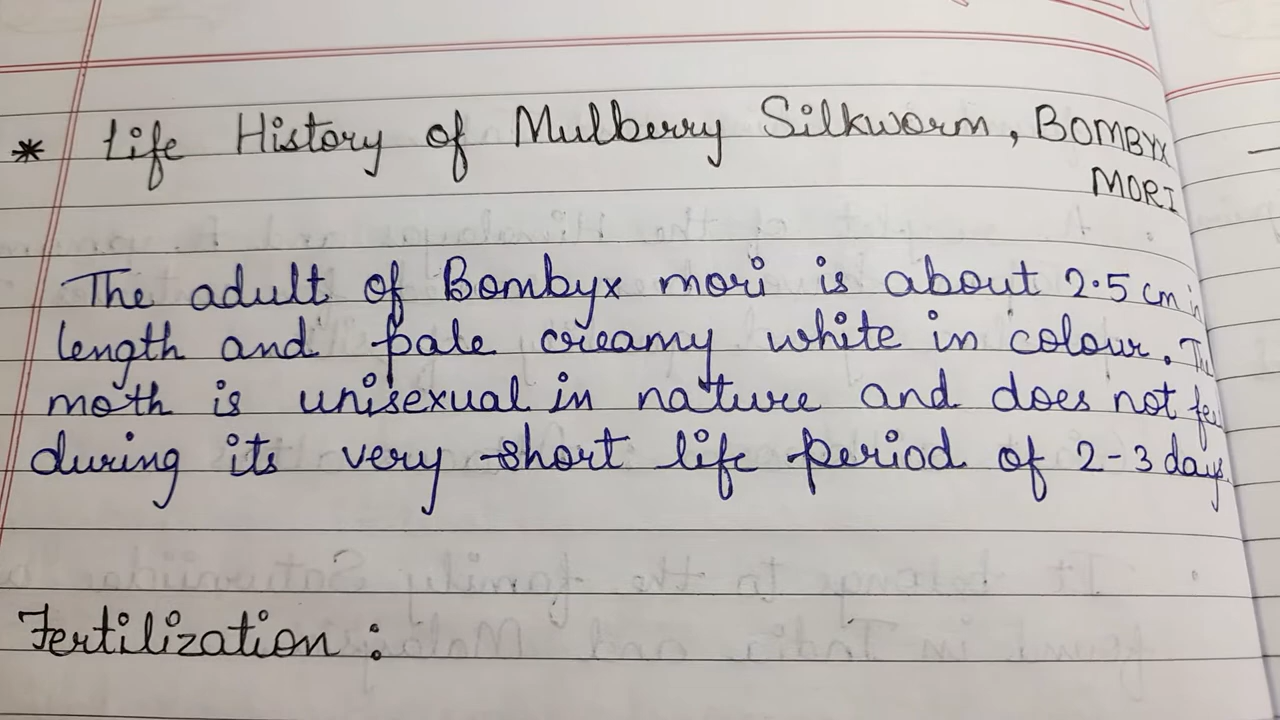 * Life History of Mulberry Silkworm, BOMBYX
MORI
The adult of Bombyx mori is about 2.5 cm in
length and pale creamy white in colour. The
moth is unisexual in nature and does not
during its very short life period of 2-3 days
Fertilization :